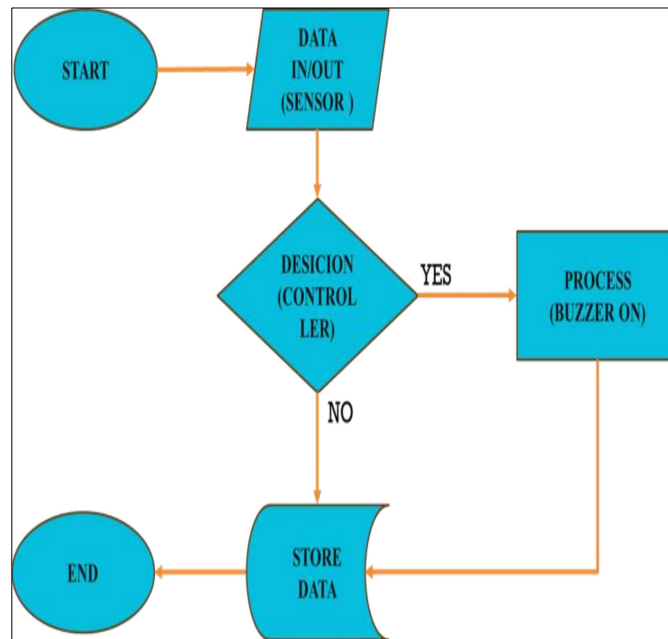 START
DATA
IN/OUT
(SENSOR )
DESICION
(CONTROL
LER)
YES
PROCESS
(BUZZER ON)
NO
STORE
DATA
END